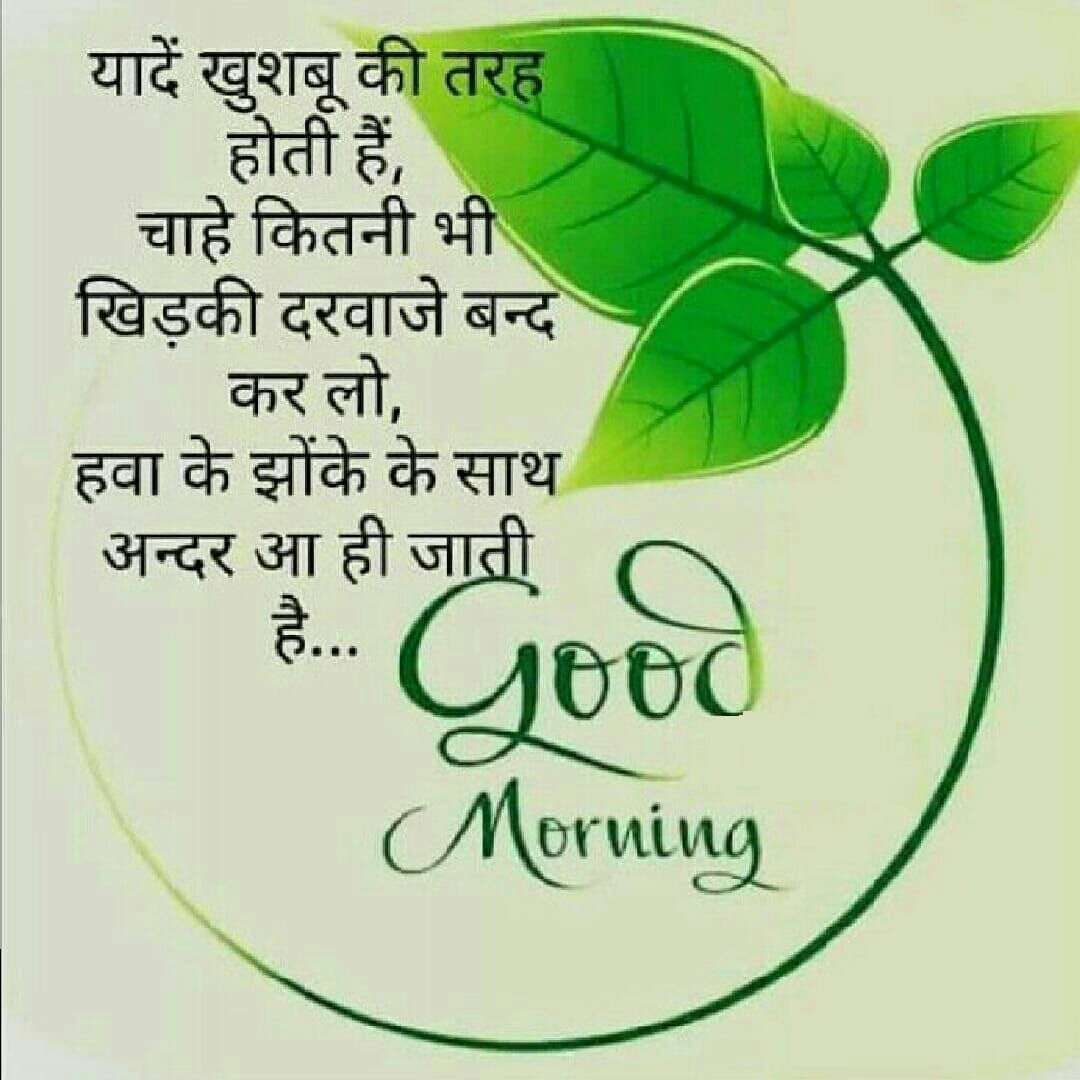 यादें खुशबू की तरह
होती हैं,
चाहे कितनी भी
खिड़की दरवाजे बन्द
कर लो,
हवा के झोंके के साथ
अन्दर आ ही जाती
है...
Good
Morning